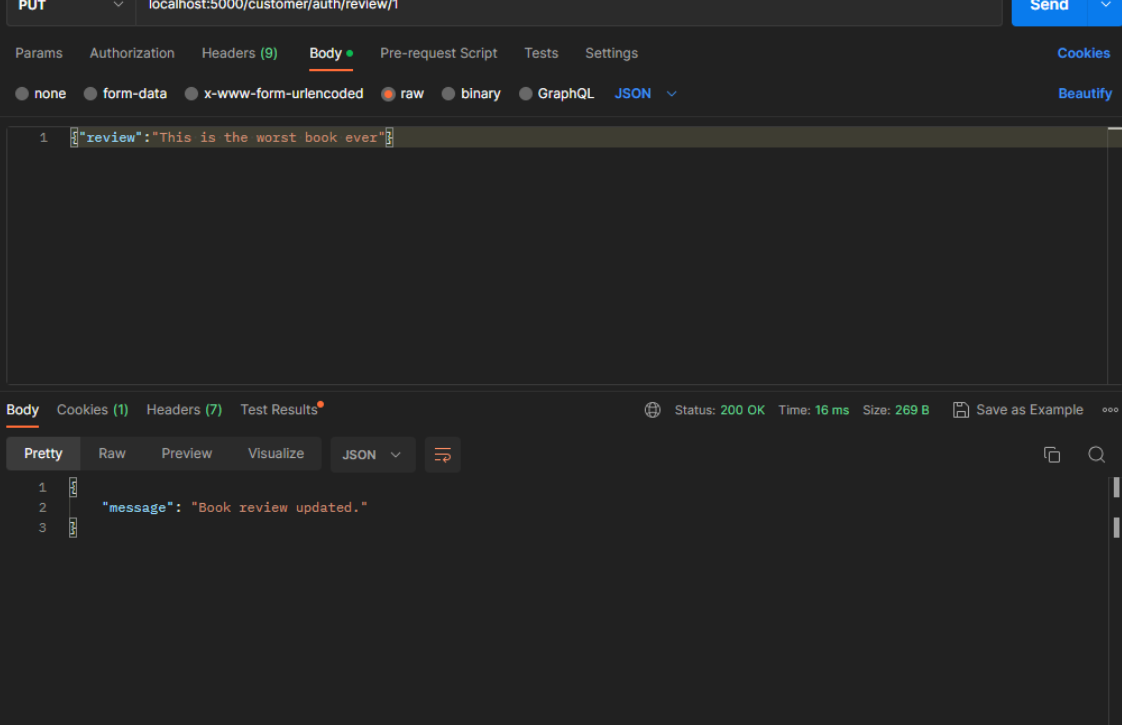 PUT localhost:5000/customer/auth/review/1 Send
Params Authorization Headers (9) Body Pre-request Script Tests Settings Cookies
none form-data x-www-form-urlencoded raw binary GraphQL JSON Beautify
1 {"review":"This is the worst book ever"}
Body Cookies (1) Headers (7) Test Results Status: 200 OK Time: 16 ms Size: 269 B Save as Example
Pretty Raw Preview Visualize JSON
1 {
2 "message": "Book review updated."
3 }